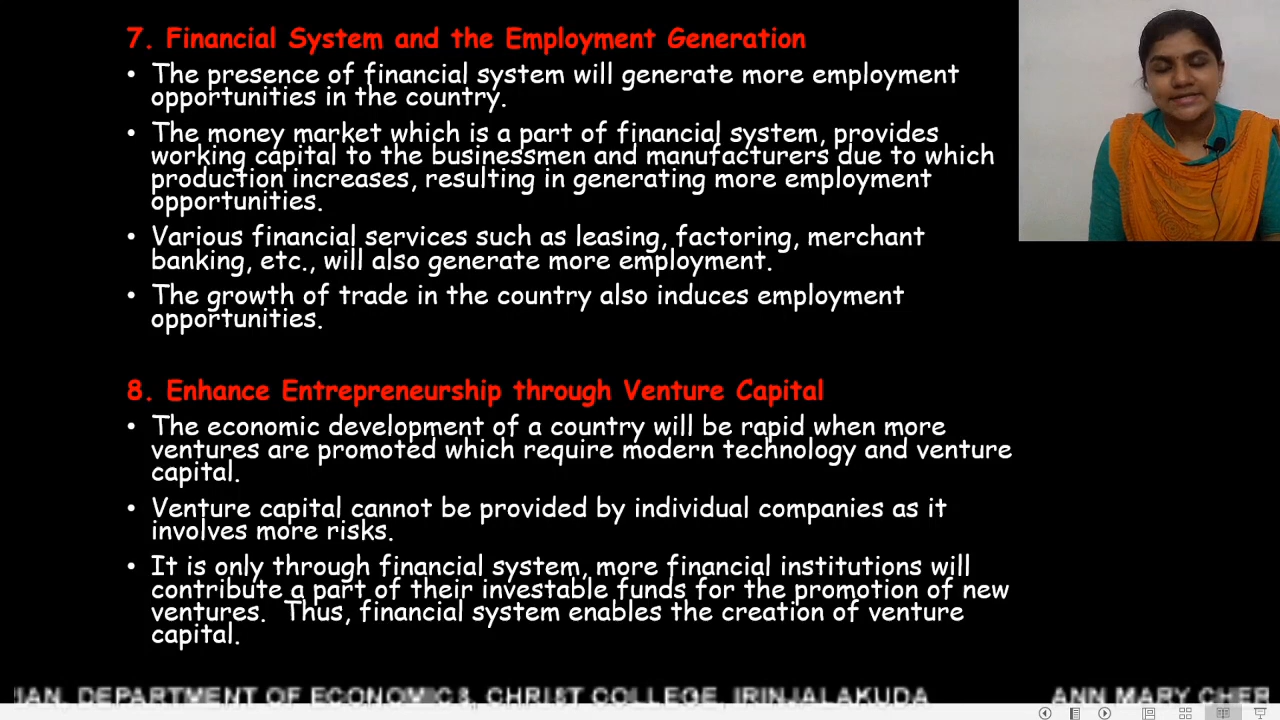 7. Financial System and the Employment Generation
• The presence of financial system will generate more employment
opportunities in the country.
• The money market which is a part of financial system, provides
working capital to the businessmen and manufacturers due to which
production increases, resulting in generating more employment
opportunities.
• Various financial services such as leasing, factoring, merchant
banking, etc., will also generate more employment.
• The growth of trade in the country also induces employment
opportunities.
8. Enhance Entrepreneurship through Venture Capital
• The economic development of a country will be rapid when more
ventures are promoted which require modern technology and venture
capital.
• Venture capital cannot be provided by individual companies as it
involves more risks.
• It is only through financial system, more financial institutions will
contribute a part of their investable funds for the promotion of new
ventures. Thus, financial system enables the creation of venture
capital.
IAN, DEPARTMENT OF ECONOMICS, CHRIST COLLEGE, IRINJALAKUDA ANN MARY CHER